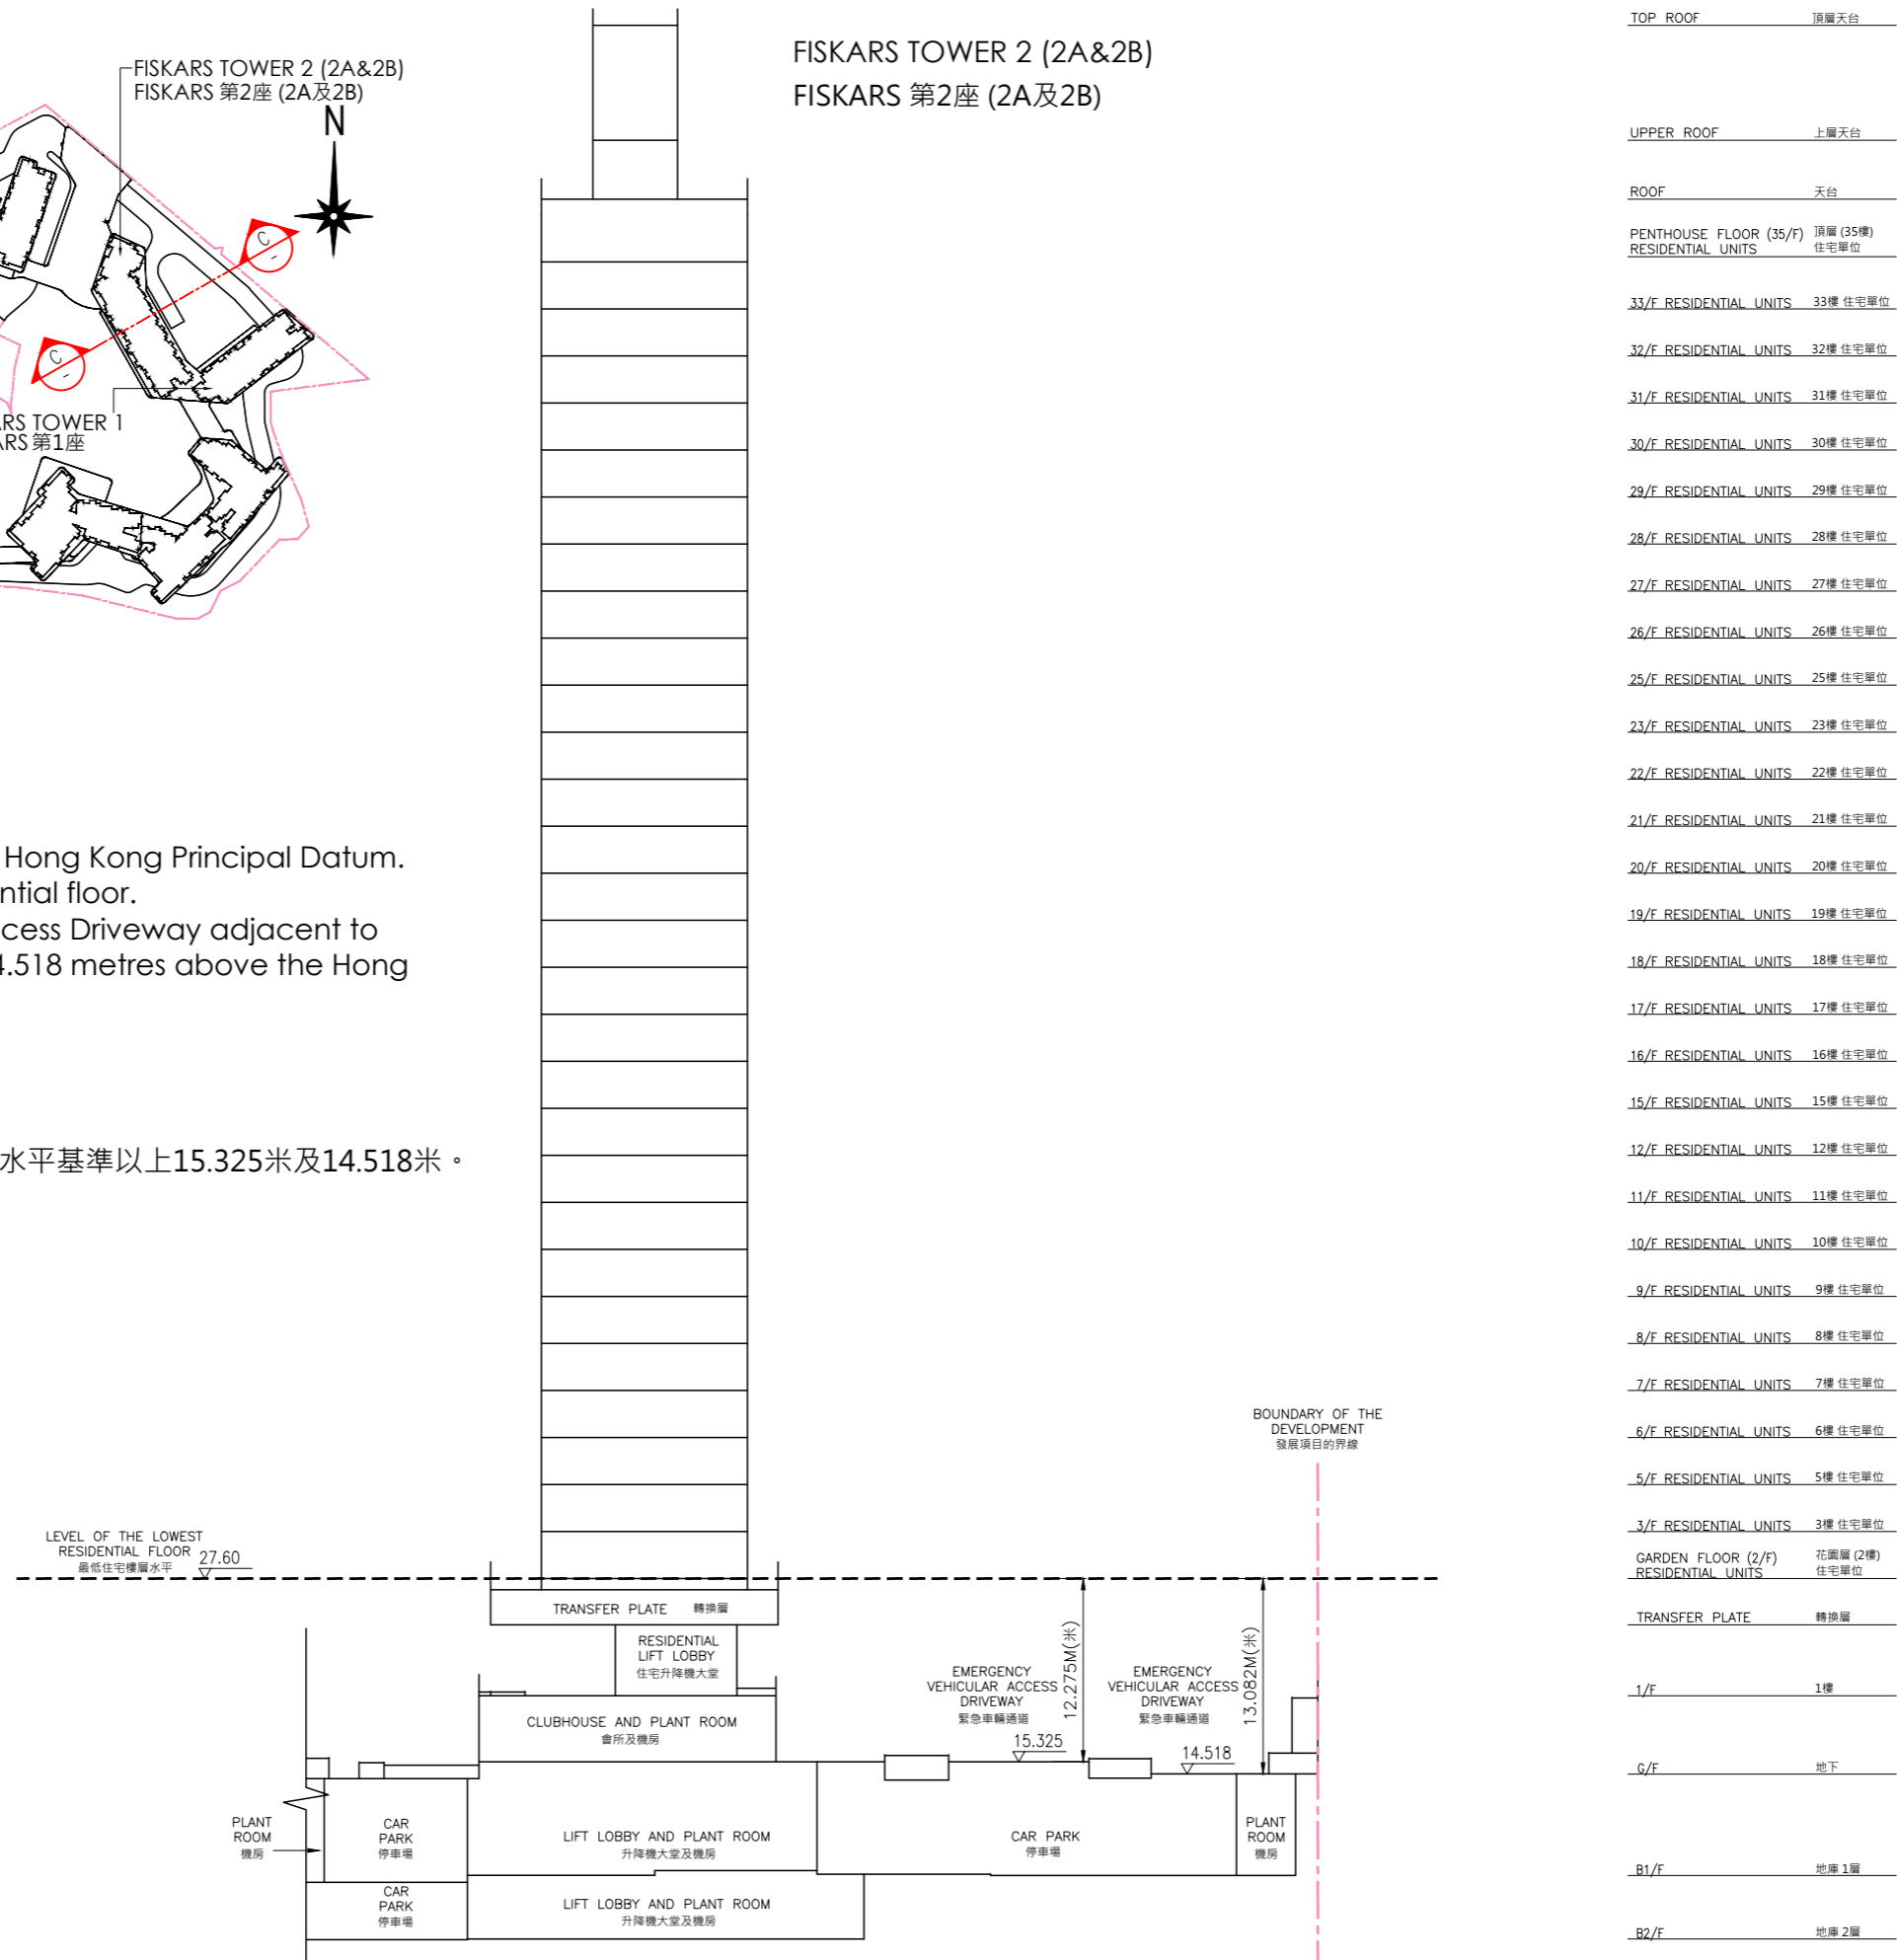 FISKARS TOWER 2 (2A&2B)
FISKARS 第2座 (2A及2B)
N
C
-
C
-
ARS TOWER 1
ARS 第1座
FISKARS TOWER 2 (2A&2B)
FISKARS 第2座 (2A及2B)
Hong Kong Principal Datum.
ntial floor.
cess Driveway adjacent to
4.518 metres above the Hong
水平基準以上15.325米及14.518米。
LEVEL OF THE LOWEST
RESIDENTIAL FLOOR
最低住宅樓層水平
27.60
TRANSFER PLATE 轉換層
RESIDENTIAL
LIFT LOBBY
住宅升降機大堂
CLUBHOUSE AND PLANT ROOM
會所及機房
EMERGENCY
VEHICULAR ACCESS
DRIVEWAY
緊急車輛通道
15.325
12.275M(米)
EMERGENCY
VEHICULAR ACCESS
DRIVEWAY
緊急車輛通道
14.518
13.082M(米)
BOUNDARY OF THE
DEVELOPMENT
發展項目的界線
PLANT
ROOM
機房
CAR
PARK
停車場
LIFT LOBBY AND PLANT ROOM
升降機大堂及機房
CAR PARK
停車場
PLANT
ROOM
機房
CAR
PARK
停車場
LIFT LOBBY AND PLANT ROOM
升降機大堂及機房
TOP ROOF 頂層天台
UPPER ROOF 上層天台
ROOF 天台
PENTHOUSE FLOOR (35/F) 頂層 (35樓)
RESIDENTIAL UNITS 住宅單位
33/F RESIDENTIAL UNITS 33樓 住宅單位
32/F RESIDENTIAL UNITS 32樓 住宅單位
31/F RESIDENTIAL UNITS 31樓 住宅單位
30/F RESIDENTIAL UNITS 30樓 住宅單位
29/F RESIDENTIAL UNITS 29樓 住宅單位
28/F RESIDENTIAL UNITS 28樓 住宅單位
27/F RESIDENTIAL UNITS 27樓 住宅單位
26/F RESIDENTIAL UNITS 26樓 住宅單位
25/F RESIDENTIAL UNITS 25樓 住宅單位
23/F RESIDENTIAL UNITS 23樓 住宅單位
22/F RESIDENTIAL UNITS 22樓 住宅單位
21/F RESIDENTIAL UNITS 21樓 住宅單位
20/F RESIDENTIAL UNITS 20樓 住宅單位
19/F RESIDENTIAL UNITS 19樓 住宅單位
18/F RESIDENTIAL UNITS 18樓 住宅單位
17/F RESIDENTIAL UNITS 17樓 住宅單位
16/F RESIDENTIAL UNITS 16樓 住宅單位
15/F RESIDENTIAL UNITS 15樓 住宅單位
12/F RESIDENTIAL UNITS 12樓 住宅單位
11/F RESIDENTIAL UNITS 11樓 住宅單位
10/F RESIDENTIAL UNITS 10樓 住宅單位
9/F RESIDENTIAL UNITS 9樓 住宅單位
8/F RESIDENTIAL UNITS 8樓 住宅單位
7/F RESIDENTIAL UNITS 7樓 住宅單位
6/F RESIDENTIAL UNITS 6樓 住宅單位
5/F RESIDENTIAL UNITS 5樓 住宅單位
3/F RESIDENTIAL UNITS 3樓 住宅單位
GARDEN FLOOR (2/F) 花園層 (2樓)
RESIDENTIAL UNITS 住宅單位
TRANSFER PLATE 轉換層
1/F 1樓
G/F 地下
B1/F 地庫 1層
B2/F 地庫 2層